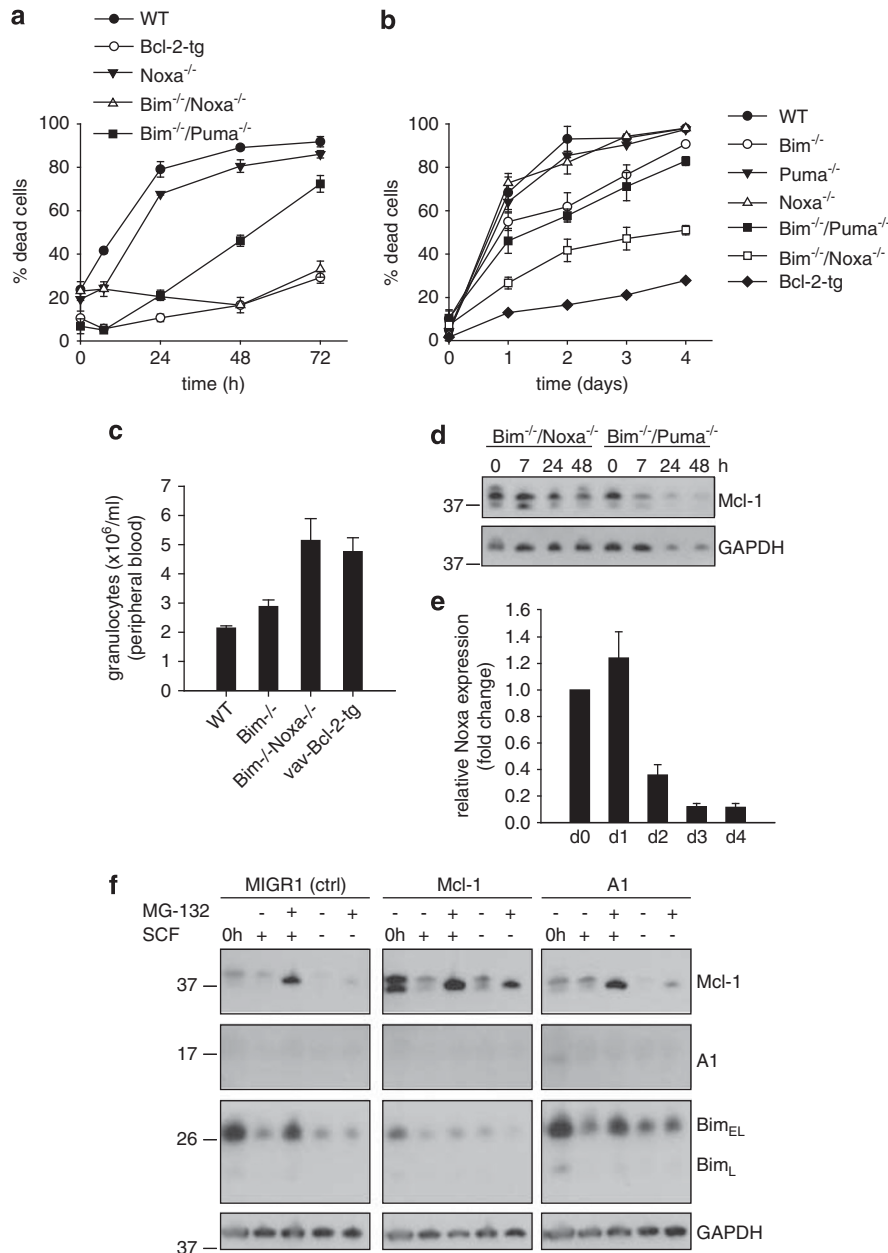 a
WT
Bcl-2-tg
Noxa-/-
Bim-/-/Noxa-/-
Bim-/-/Puma-/-
% dead cells
100
80
60
40
20
0
0 24 48 72
time (h)
b
% dead cells
100
80
60
40
20
0
0 1 2 3 4
time (days)
WT
Bim-/-
Puma-/-
Noxa-/-
Bim-/-/Puma-/-
Bim-/-/Noxa-/-
Bcl-2-tg
c
granulocytes (x10^6/ml)
(peripheral blood)
7
6
5
4
3
2
1
0
WT
Bim-/-
Bim-/-Noxa-/-
vav-Bcl-2-tg
d
Bim-/-/Noxa-/- Bim-/-/Puma-/-
0 7 24 48 0 7 24 48 h
37 Mcl-1
GAPDH
37
e
relative Noxa expression
(fold change)
1.6
1.4
1.2
1.0
0.8
0.6
0.4
0.2
0.0
d0 d1 d2 d3 d4
f
MIGR1 (ctrl) Mcl-1 A1
MG-132 - + - + - - + - + - - + - +
SCF 0h + + - - 0h + + - - 0h + + - -
37 Mcl-1
17 A1
26 BimEL
BimL
GAPDH
37